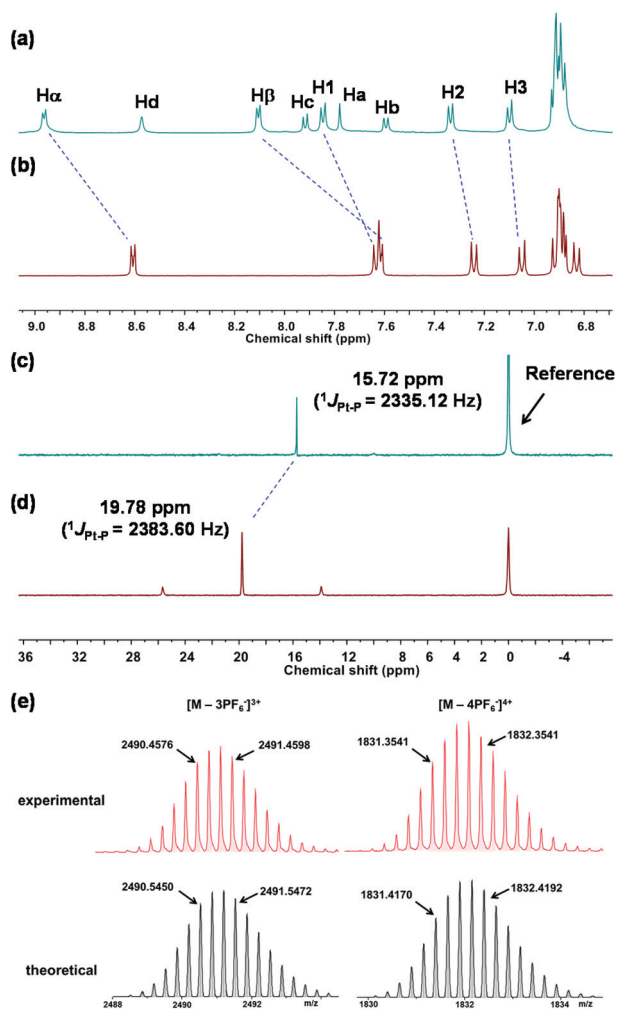 (a)
Hα Hd Hβ Hc H1 Ha Hb H2 H3
(b)
9.0 8.8 8.6 8.4 8.2 8.0 7.8 7.6 7.4 7.2 7.0 6.8
Chemical shift (ppm)
(c)
15.72 ppm
(¹J_Pt-P = 2335.12 Hz)
Reference
(d)
19.78 ppm
(¹J_Pt-P = 2383.60 Hz)
36 32 28 24 20 16 12 8 4 0 -4
Chemical shift (ppm)
(e)
[M – 3PF₆⁻]³⁺ [M – 4PF₆⁻]⁴⁺
2490.4576 2491.4598 1831.3541 1832.3541
experimental
2490.5450 2491.5472 1831.4170 1832.4192
theoretical
2488 2490 2492 m/z 1830 1832 1834 m/z